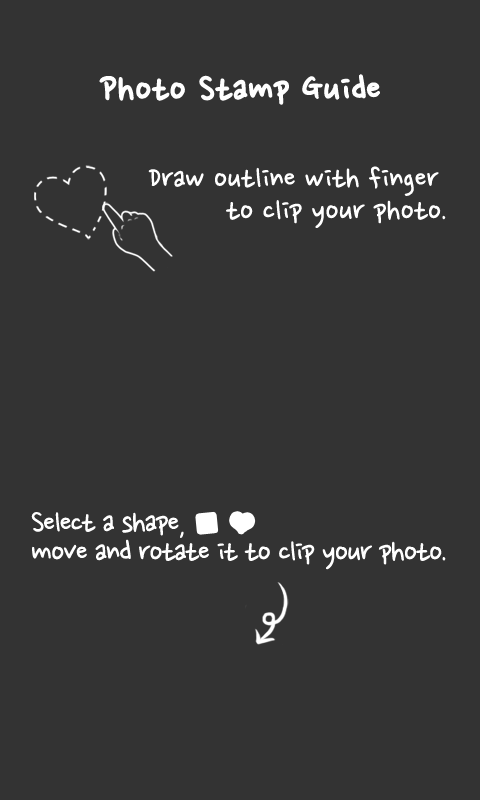 Photo Stamp Guide
Draw outline with finger
to clip your photo.
Select a shape,
move and rotate it to clip your photo.